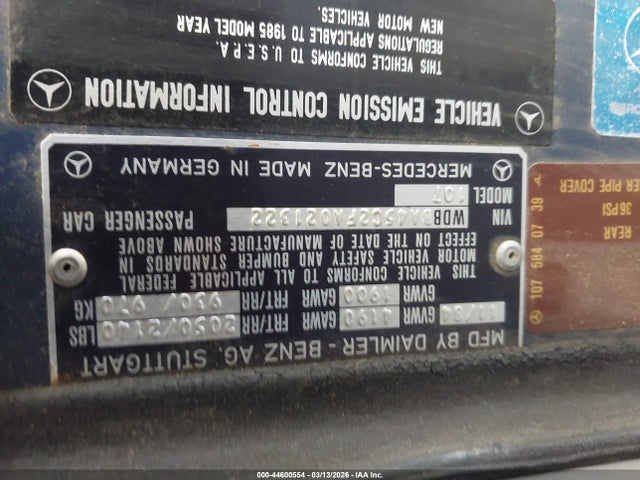 MFD BY DAIMLER - BENZ AG. STUTTGART
11/84 GVWR 4190 GAWR FRT/RR 2050/2140 LBS
GVWR 1900 GAWR FRT/RR 930/ 970 KG
THIS VEHICLE CONFORMS TO ALL APPLICABLE FEDERAL
MOTOR VEHICLE SAFETY AND BUMPER STANDARDS IN
EFFECT ON THE DATE OF MANUFACTURE SHOWN ABOVE
VIN WDBBA45C2FA021322 PASSENGER CAR
MODEL 107
MERCEDES-BENZ MADE IN GERMANY
VEHICLE EMISSION CONTROL INFORMATION
THIS VEHICLE CONFORMS TO U.S.E.P.A.
REGULATIONS APPLICABLE TO 1985 MODEL YEAR
NEW MOTOR VEHICLES.
107 584 07 39
REAR
36 PSI
PIPE COVER
000-44600554 - 03/13/2026 - IAA Inc.